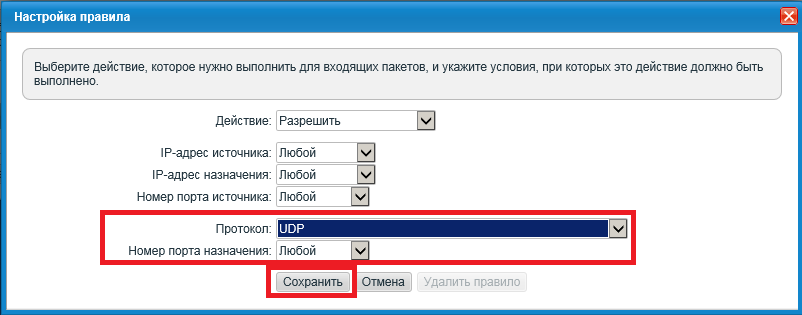 Настройка правила
Выберите действие, которое нужно выполнить для входящих пакетов, и укажите условия, при которых это действие должно быть
выполнено.
Действие: Разрешить
IP-адрес источника: Любой
IP-адрес назначения: Любой
Номер порта источника: Любой
Протокол: UDP
Номер порта назначения: Любой
Сохранить Отмена Удалить правило